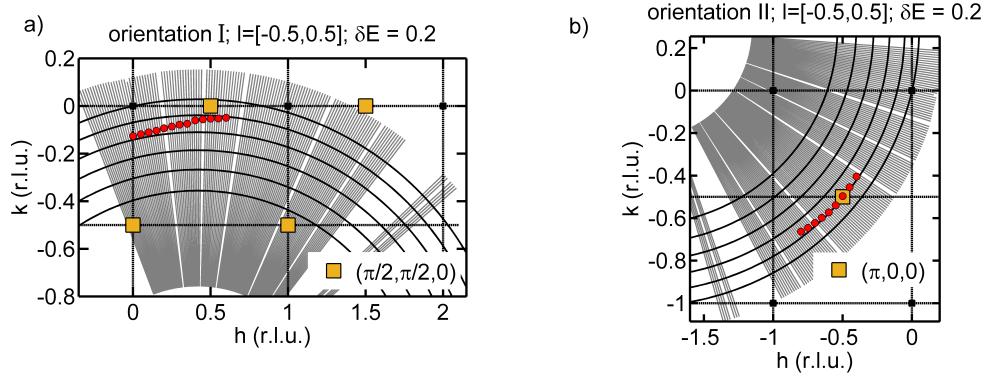 a)
orientation I; l=[-0.5,0.5]; δE = 0.2
0.2
0
-0.2
-0.4
-0.6
-0.8
k (r.l.u.)
0
0.5
1
1.5
2
h (r.l.u.)
(π/2,π/2,0)
b)
orientation II; l=[-0.5,0.5]; δE = 0.2
0.2
0
-0.2
-0.4
-0.6
-0.8
-1
k (r.l.u.)
-1.5
-1
-0.5
0
h (r.l.u.)
(π,0,0)